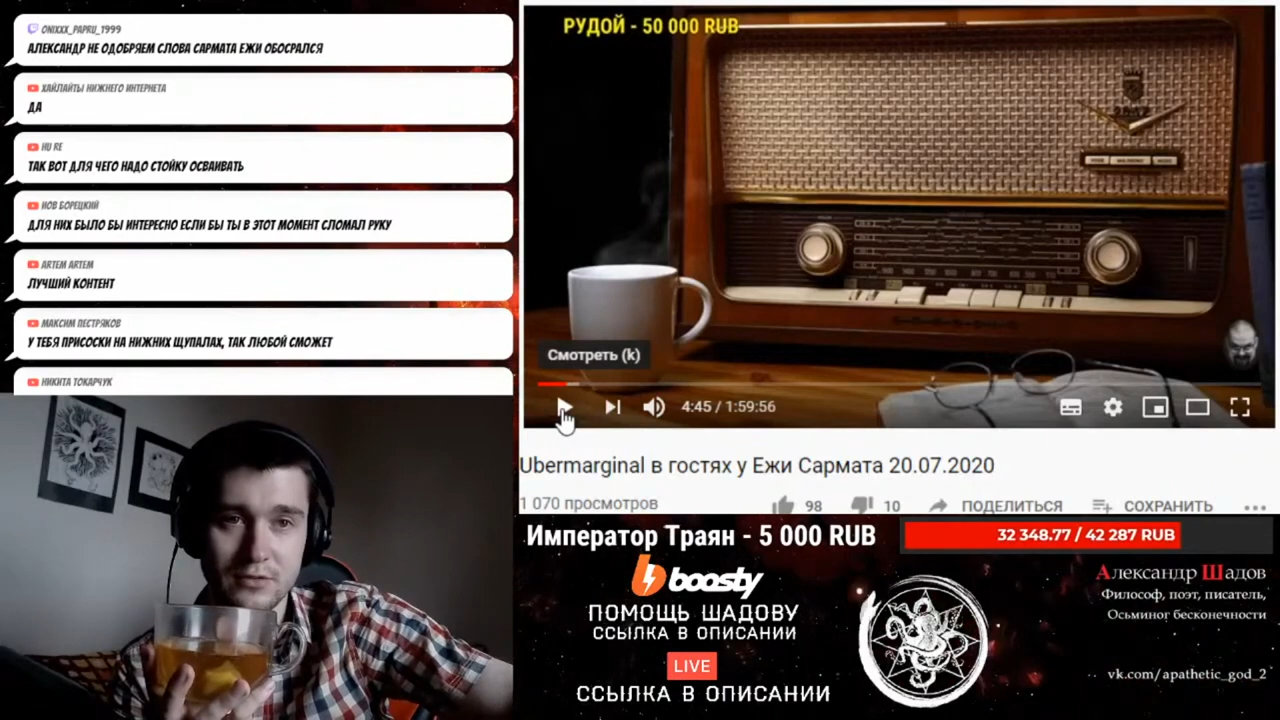 ONIXXX_PAPRU_1999
АЛЕКСАНДР НЕ ОДОБРЯЕМ СЛОВА САРМАТА ЕЖИ ОБОСРАЛСЯ
ХАЙЛАЙТЫ НИЖНЕГО ИНТЕРНЕТА
ДА
HU RE
ТАК ВОТ ДЛЯ ЧЕГО НАДО СТОЙКУ ОСВАИВАТЬ
НОВ БОРЕЦКИЙ
ДЛЯ НИХ БЫЛО БЫ ИНТЕРЕСНО ЕСЛИ БЫ ТЫ В ЭТОТ МОМЕНТ СЛОМАЛ РУКУ
ARTEM ARTEM
ЛУЧШИЙ КОНТЕНТ
МАКСИМ ПЕСТРЯКОВ
У ТЕБЯ ПРИСОСКИ НА НИЖНИХ ЩУПАЛАХ, ТАК ЛЮБОЙ СМОЖЕТ
НИКИТА ТОКАРЧУК
РУДОЙ - 50 000 RUB
Смотреть (k)
4:45 / 1:59:56
Ubermarginal в гостях у Ежи Сармата 20.07.2020
1 070 просмотров
98
10
ПОДЕЛИТЬСЯ
СОХРАНИТЬ
Император Траян - 5 000 RUB
32 348.77 / 42 287 RUB
boosty
ПОМОЩЬ ШАДОВУ
ССЫЛКА В ОПИСАНИИ
LIVE
ССЫЛКА В ОПИСАНИИ
Александр Шадов
Философ, поэт, писатель,
Осьминог бесконечности
vk.com/apathetic_god_2